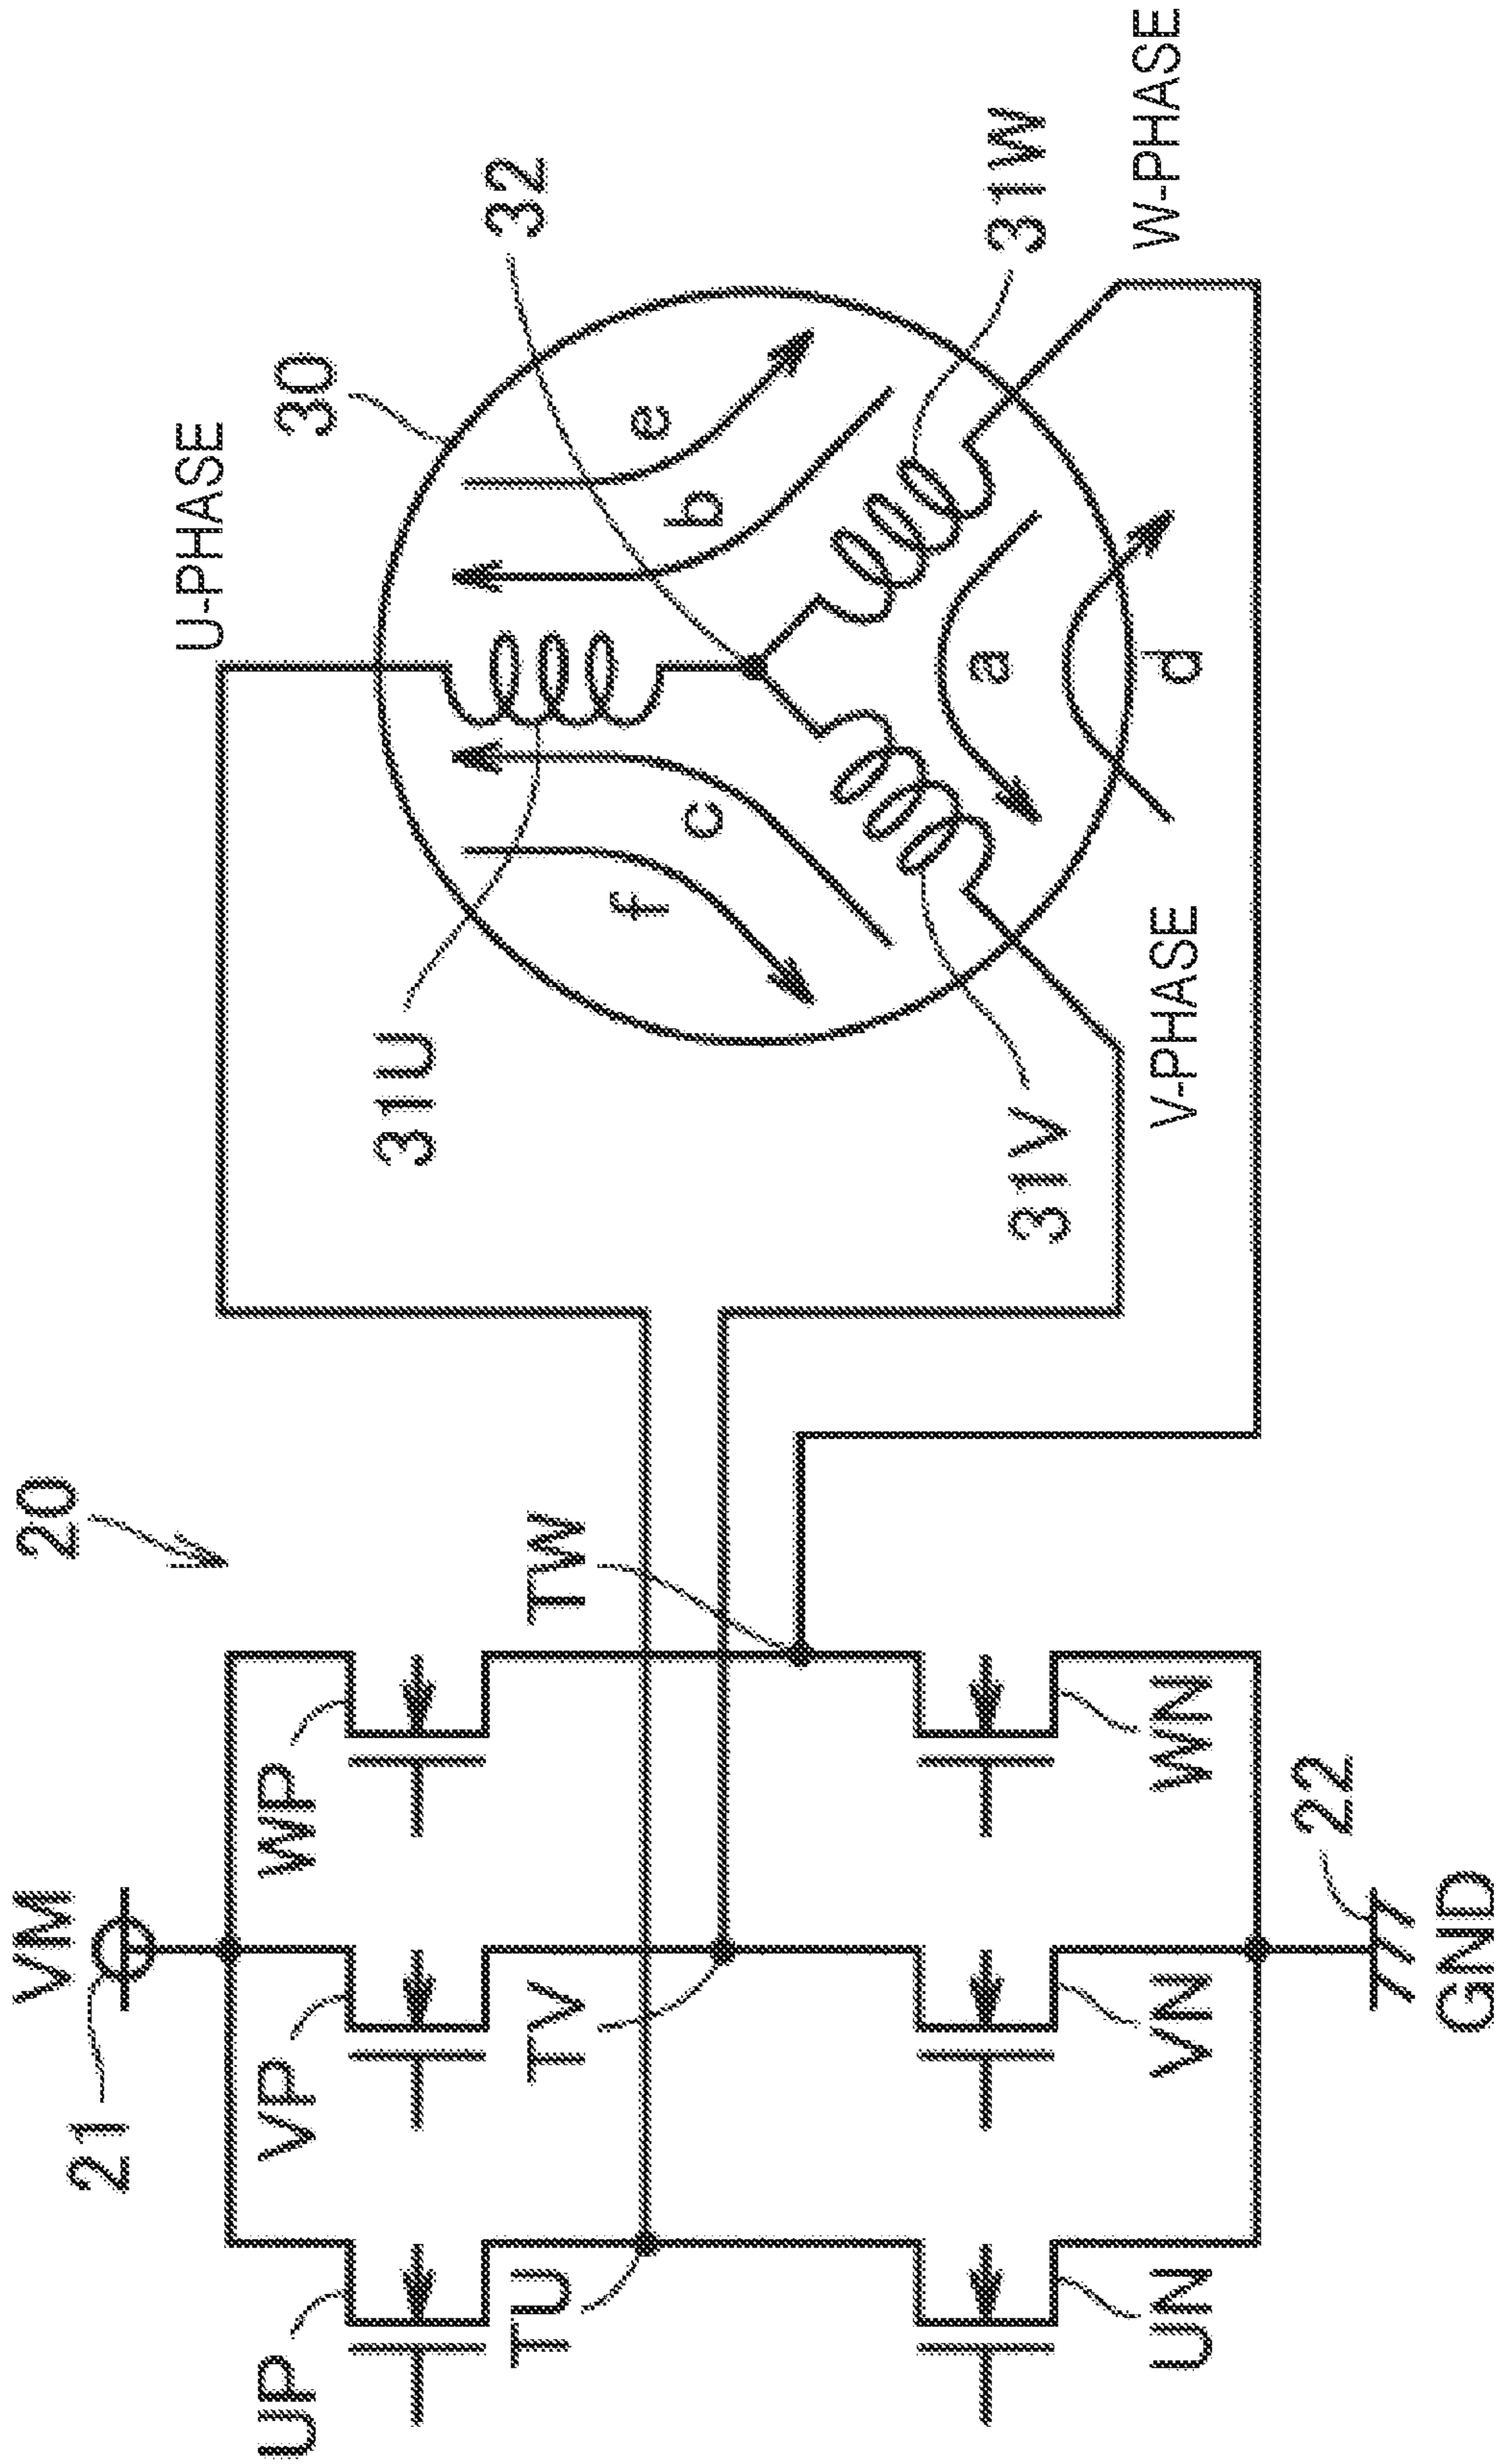 20
VM
21
UP
VP
WP
TU
TV
TW
UN
VN
WN
22
GND
U-PHASE
30
32
31U
31W
31V
V-PHASE
W-PHASE
a
b
c
d
e
f